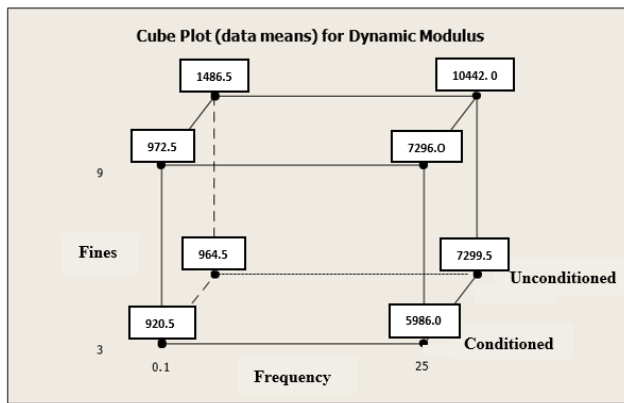 Cube Plot (data means) for Dynamic Modulus
1486.5
10442. 0
972.5
7296.O
9
Fines
964.5
7299.5
Unconditioned
920.5
5986.0
Conditioned
3
0.1
25
Frequency